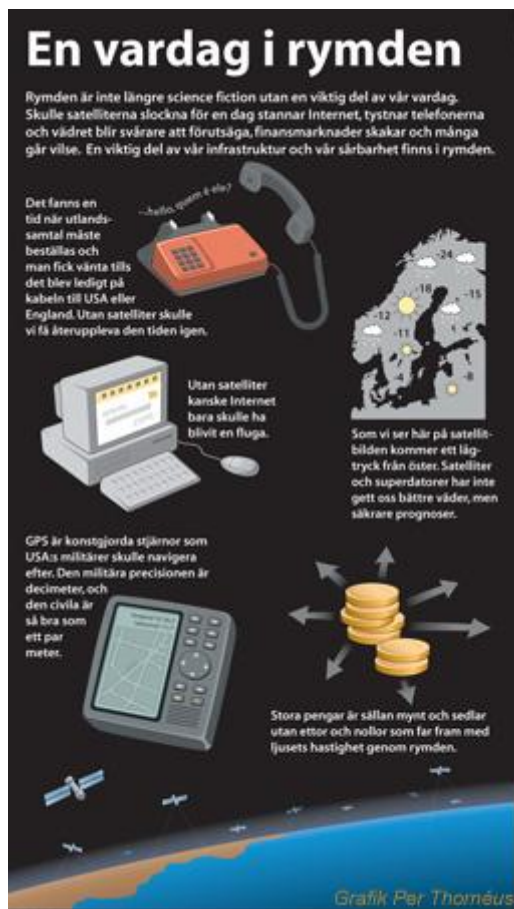 En vardag i rymden
Rymden är inte längre science fiction utan en viktig del av vår vardag.
Skulle satelliterna slockna för en dag stannar Internet, tystnar telefonerna
och vädret blir svårare att förutsäga, finansmarknader skakar och många
går vilse. En viktig del av vår infrastruktur och vår sårbarhet finns i rymden.
Det fanns en
tid när utlands-
samtal måste
beställas och
man fick vänta tills
det blev ledigt på
kabeln till USA eller
England. Utan satelliter skulle
vi få återuppleva den tiden igen.
---hello, quem é ele?
-24
-18
-15
-12
-11
-4
-8
Utan satelliter
kanske Internet
bara skulle ha
blivit en fluga.
Som vi ser här på satellit-
bilden kommer ett låg-
tryck från öster. Satelliter
och superdatorer har inte
gett oss bättre väder, men
säkrare prognoser.
GPS är konstgjorda stjärnor som
USA:s militärer skulle navigera
efter. Den militära precisionen är
decimeter, och
den civila är
så bra som
ett par
meter.
Stora pengar är sällan mynt och sedlar
utan ettor och nollor som far fram med
ljusets hastighet genom rymden.
Grafik Per Thornéus